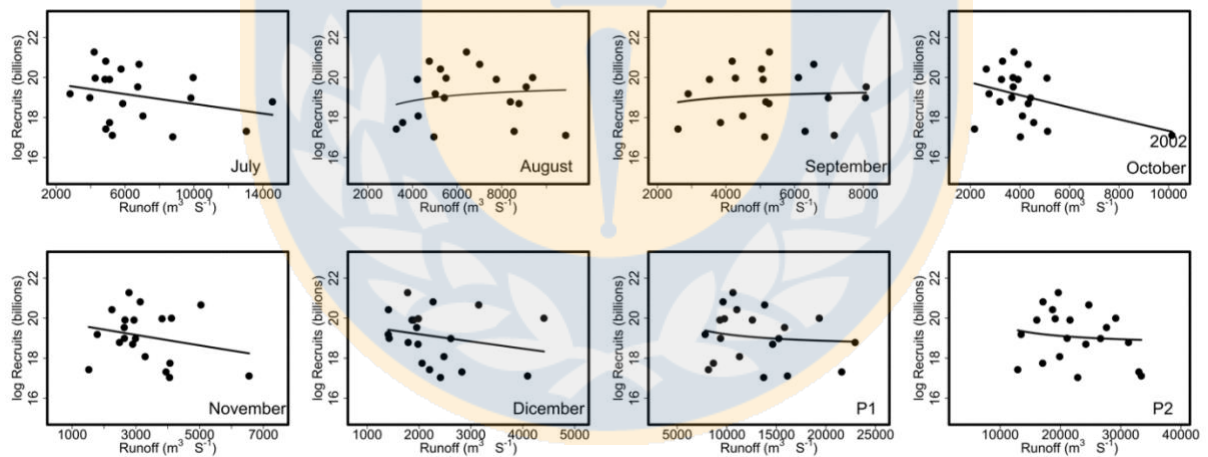 log Recruits (billions)
22
20
18
16
July
2000 6000 10000 14000
Runoff (m³ S⁻¹)
log Recruits (billions)
22
20
18
16
August
2000 4000 6000 8000
Runoff (m³ S⁻¹)
log Recruits (billions)
22
20
18
16
September
2000 4000 6000 8000
Runoff (m³ S⁻¹)
log Recruits (billions)
22
20
18
16
2002
October
2000 4000 6000 8000 10000
Runoff (m³ S⁻¹)
log Recruits (billions)
22
20
18
16
November
1000 3000 5000 7000
Runoff (m³ S⁻¹)
log Recruits (billions)
22
20
18
16
Dicember
1000 2000 3000 4000 5000
Runoff (m³ S⁻¹)
log Recruits (billions)
22
20
18
16
P1
5000 10000 15000 20000 25000
Runoff (m³ S⁻¹)
log Recruits (billions)
22
20
18
16
P2
10000 20000 30000 40000
Runoff (m³ S⁻¹)